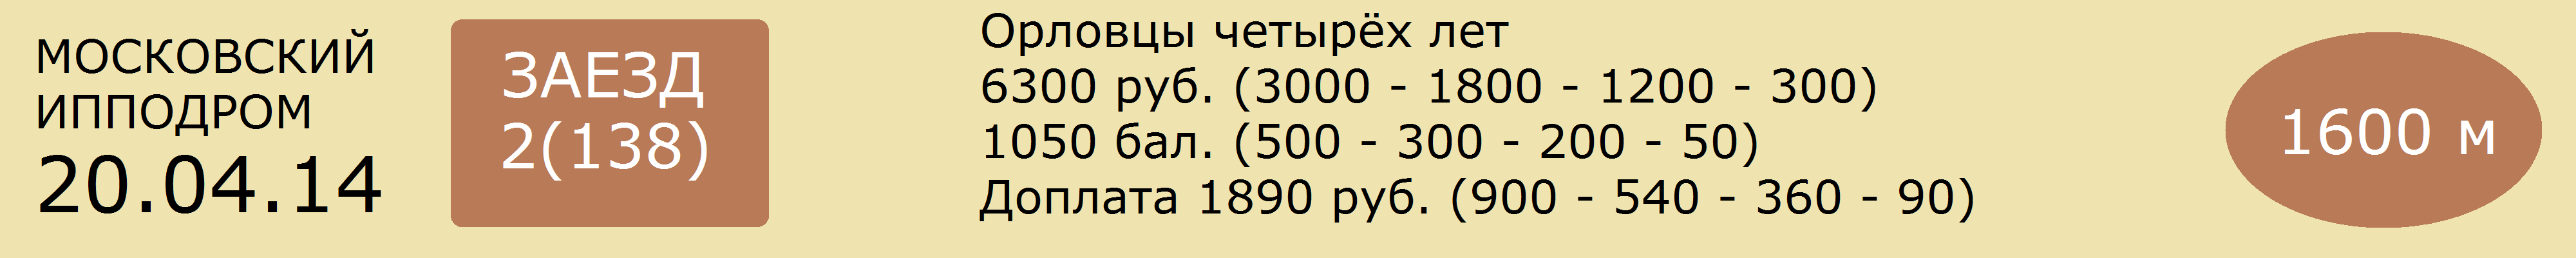 МОСКОВСКИЙ
ИППОДРОМ
20.04.14
ЗАЕЗД
2(138)
Орловцы четырёх лет
6300 руб. (3000 - 1800 - 1200 - 300)
1050 бал. (500 - 300 - 200 - 50)
Доплата 1890 руб. (900 - 540 - 360 - 90)
1600 м